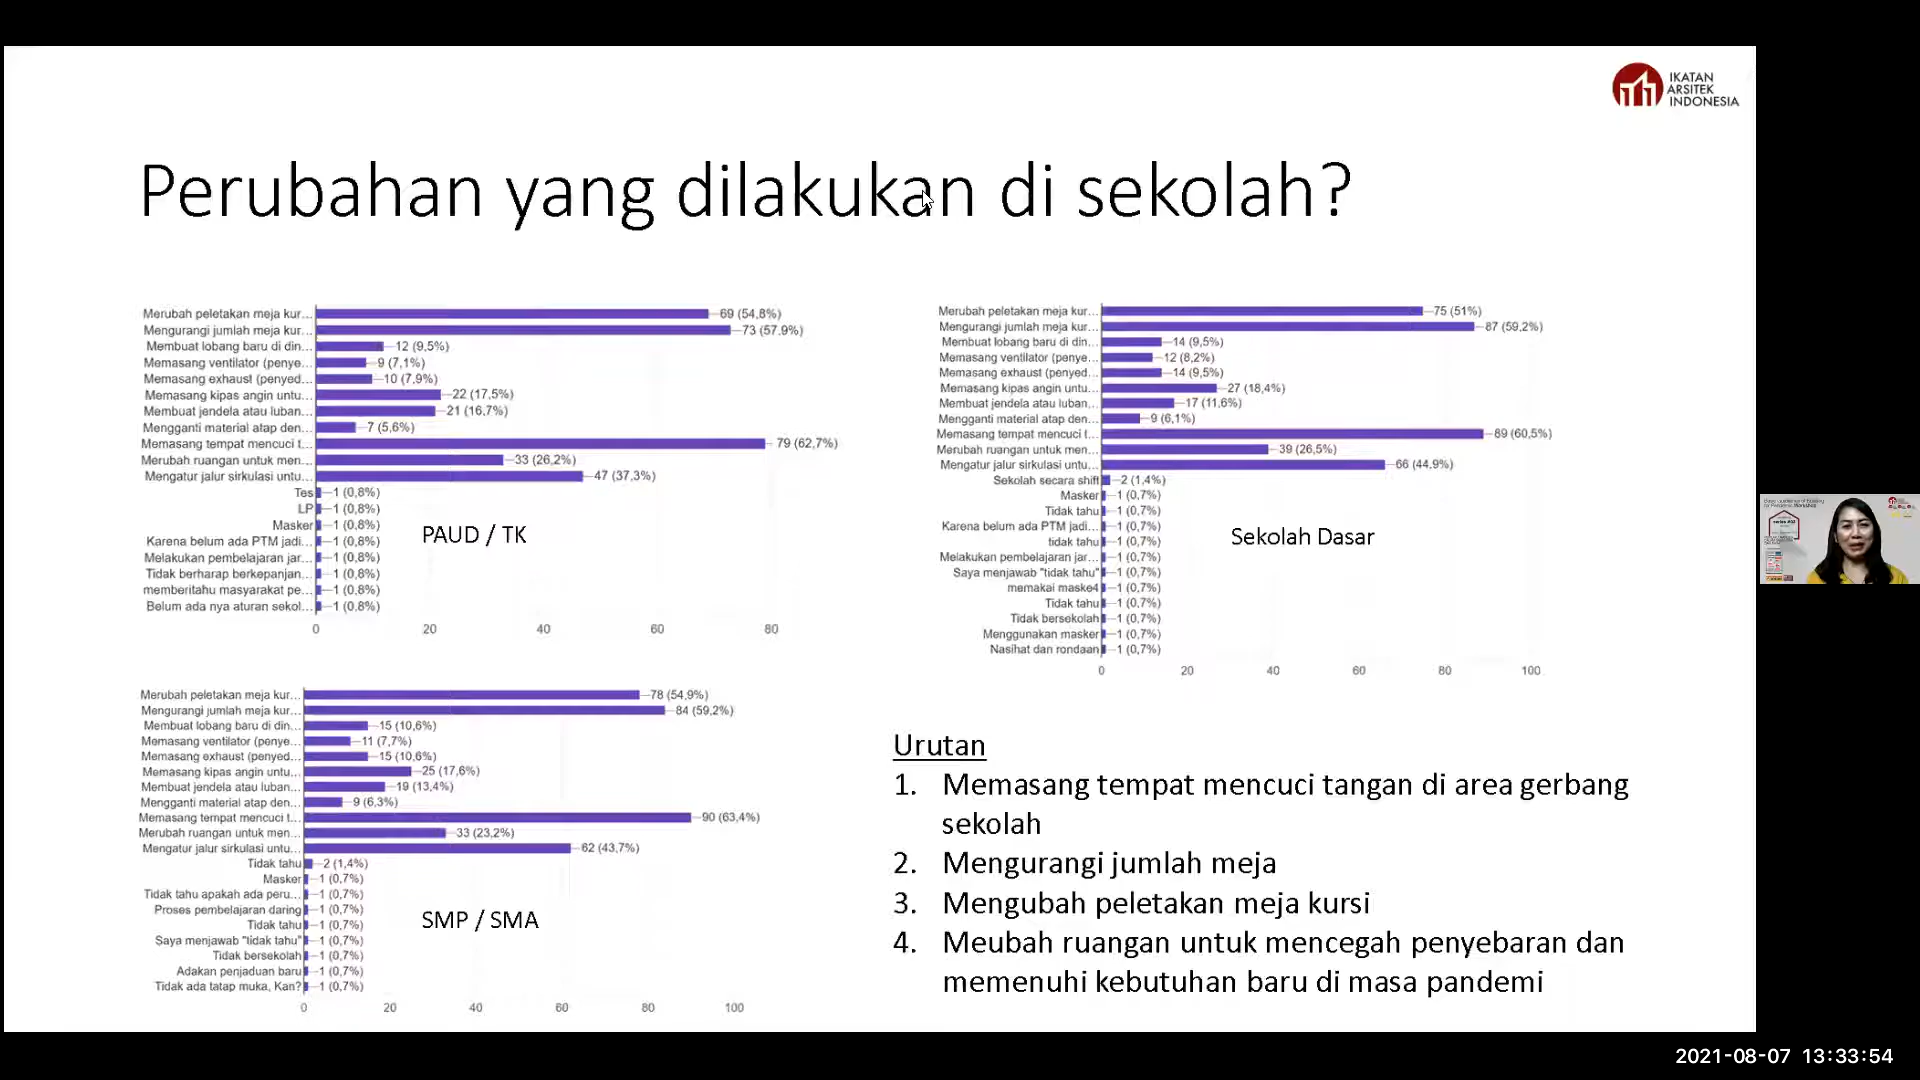 IKATAN
ARSITEK
INDONESIA
Perubahan yang dilakukan di sekolah?
Merubah peletakan meja kur... 69 (54,8%)
Mengurangi jumlah meja kur... 73 (57,9%)
Membuat lobang baru di din... 12 (9,5%)
Memasang ventilator (penye... 9 (7,1%)
Memasang exhaust (penyed... 10 (7,9%)
Memasang kipas angin untu... 22 (17,5%)
Membuat jendela atau luban... 21 (16,7%)
Mengganti material atap den... 7 (5,6%)
Memasang tempat mencuci t... 79 (62,7%)
Merubah ruangan untuk men... 33 (26,2%)
Mengatur jalur sirkulasi untu... 47 (37,3%)
Tes 1 (0,8%)
LP 1 (0,8%)
Masker 1 (0,8%)
Karena belum ada PTM jadi... 1 (0,8%)
Melakukan pembelajaran jar... 1 (0,8%)
Tidak berharap berkepanjan... 1 (0,8%)
memberitahu masyarakat pe... 1 (0,8%)
Belum ada nya aturan sekol... 1 (0,8%)
0 20 40 60 80
PAUD / TK
Merubah peletakan meja kur... 75 (51%)
Mengurangi jumlah meja kur... 87 (59,2%)
Membuat lobang baru di din... 14 (9,5%)
Memasang ventilator (penye... 12 (8,2%)
Memasang exhaust (penyed... 14 (9,5%)
Memasang kipas angin untu... 27 (18,4%)
Membuat jendela atau luban... 17 (11,6%)
Mengganti material atap den... 9 (6,1%)
Memasang tempat mencuci t... 89 (60,5%)
Merubah ruangan untuk men... 39 (26,5%)
Mengatur jalur sirkulasi untu... 66 (44,9%)
Sekolah secara shift 2 (1,4%)
Masker 1 (0,7%)
Tidak tahu 1 (0,7%)
Karena belum ada PTM jadi... 1 (0,7%)
tidak tahu 1 (0,7%)
Melakukan pembelajaran jar... 1 (0,7%)
Saya menjawab "tidak tahu" 1 (0,7%)
memakai maske4 1 (0,7%)
Tidak tahu 1 (0,7%)
Tidak bersekolah 1 (0,7%)
Menggunakan masker 1 (0,7%)
Nasihat dan rondaan 1 (0,7%)
0 20 40 60 80 100
Sekolah Dasar
Merubah peletakan meja kur... 78 (54,9%)
Mengurangi jumlah meja kur... 84 (59,2%)
Membuat lobang baru di din... 15 (10,6%)
Memasang ventilator (penye... 11 (7,7%)
Memasang exhaust (penyed... 15 (10,6%)
Memasang kipas angin untu... 25 (17,6%)
Membuat jendela atau luban... 19 (13,4%)
Mengganti material atap den... 9 (6,3%)
Memasang tempat mencuci t... 90 (63,4%)
Merubah ruangan untuk men... 33 (23,2%)
Mengatur jalur sirkulasi untu... 62 (43,7%)
Tidak tahu 2 (1,4%)
Masker 1 (0,7%)
Tidak tahu apakah ada peru... 1 (0,7%)
Proses pembelajaran daring 1 (0,7%)
Tidak tahu 1 (0,7%)
Saya menjawab "tidak tahu" 1 (0,7%)
Tidak bersekolah 1 (0,7%)
Adakan penjaduan baru 1 (0,7%)
Tidak ada tatap muka, Kan? 1 (0,7%)
0 20 40 60 80 100
SMP / SMA
Urutan
1. Memasang tempat mencuci tangan di area gerbang
sekolah
2. Mengurangi jumlah meja
3. Mengubah peletakan meja kursi
4. Meubah ruangan untuk mencegah penyebaran dan
memenuhi kebutuhan baru di masa pandemi
2021-08-07 13:33:54